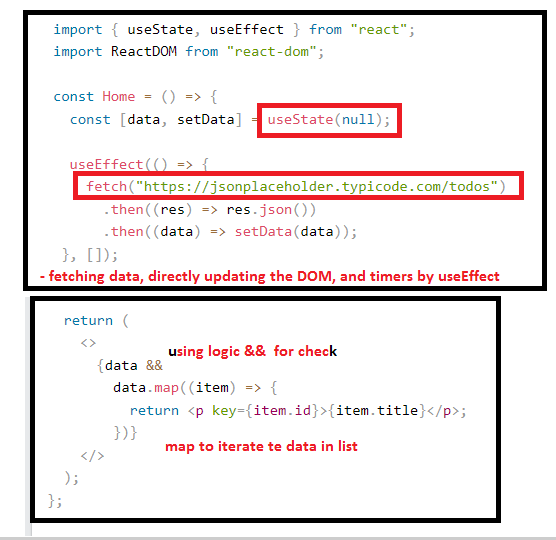 import { useState, useEffect } from "react";
import ReactDOM from "react-dom";
const Home = () => {
const [data, setData] = useState(null);
useEffect(() => {
fetch("https://jsonplaceholder.typicode.com/todos")
.then((res) => res.json())
.then((data) => setData(data));
}, []);
- fetching data, directly updating the DOM, and timers by useEffect
return (
<>
using logic && for check
{data &&
data.map((item) => {
return <p key={item.id}>{item.title}</p>;
})}
map to iterate te data in list
</>
);
};